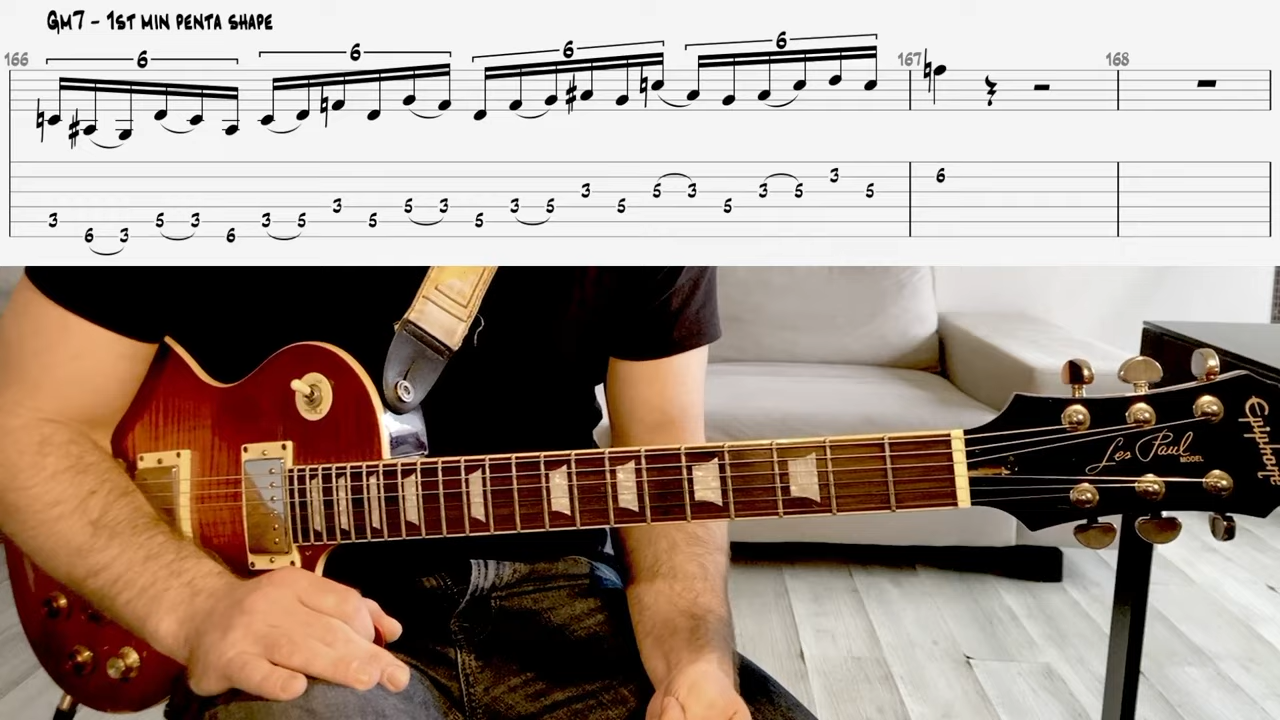 Gm7 - 1st min penta shape
6 6 6 6
166 167 168
3 6
3 5 3 5 3 5 3 5
3 5 3 5 5
3 5 3 3 5 5 5 3 5
6 3 6
Les Paul
MODEL
Epiphone